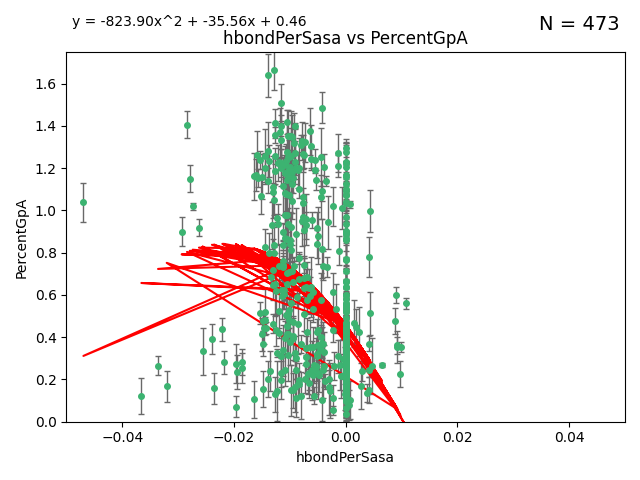 y = -823.90x^2 + -35.56x + 0.46
N = 473
hbondPerSasa vs PercentGpA
PercentGpA
1.6
1.4
1.2
1.0
0.8
0.6
0.4
0.2
0.0
−0.04
−0.02
0.00
0.02
0.04
hbondPerSasa